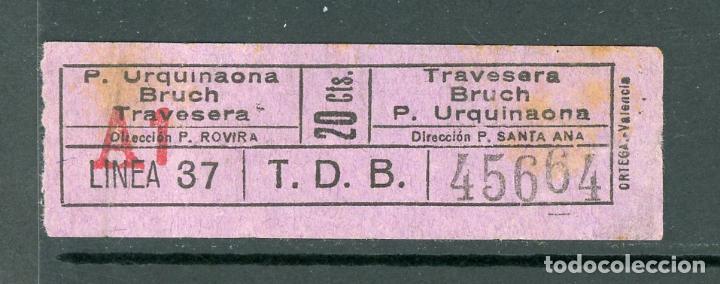 P. Urquinaona
Bruch
Travesera
Dirección P. ROVIRA
20 cts.
Travesera
Bruch
P. Urquinaona
Dirección P. SANTA ANA
A1
LINEA 37
T. D. B.
45664
ORTEGA.-Valencia
todocoleccion.net